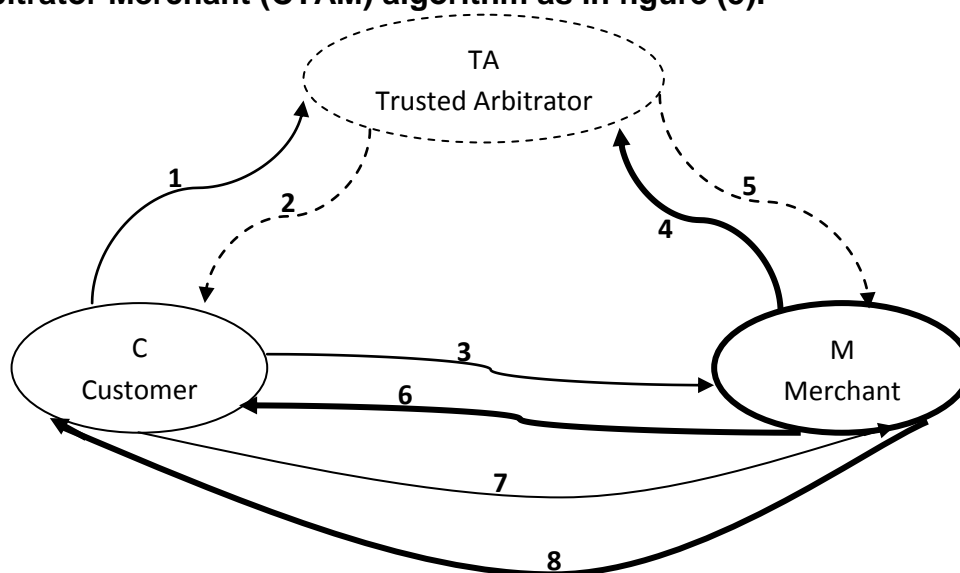 bitrator Merchant (CTAM) algorithm as in figure (3).
TA
Trusted Arbitrator
1
2
5
4
C
Customer
3
M
Merchant
6
7
8